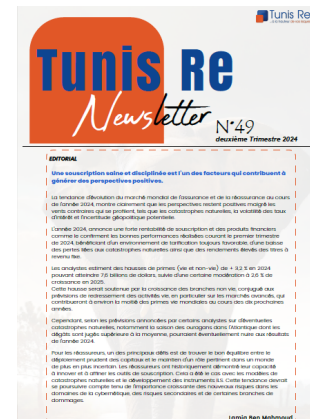 Tunis Re
Tunis Re
Newsletter
N°49
deuxième Trimestre 2024
EDITORIAL
Une souscription saine et disciplinée est l'un des facteurs qui contribuent à
générer des perspectives positives.
La tendance d'évolution du marché mondial de l'assurance et de la réassurance au cours
de l'année 2024, montre clairement que les perspectives restent positives malgré les
vents contraires qui se profilent, tels que les catastrophes naturelles, la volatilité des taux
d'intérêt et l'incertitude géopolitique potentielle.
L'année 2024, annonce une forte rentabilité de souscription et des produits financiers
comme le confirment les bonnes performances réalisées courant le premier trimestre
de 2024, bénéficiant d'un environnement de tarification toujours favorable, d'une baisse
des pertes liées aux catastrophes naturelles ainsi que des rendements élevés des titres à
revenu fixe.
Les analystes estiment des hausses de primes (vie et non-vie) de + 3,2 % en 2024
pouvant atteindre 7,6 billions de dollars, suivie d'une certaine modération à 2,6 % de
croissance en 2025.
Cette hausse serait soutenue par la croissance des branches non vie, conjugué aux
prévisions de redressement des activités vie, en particulier sur les marchés avancés, qui
contribueront à environ la moitié des primes vie mondiales au cours des dix prochaines
années.
Cependant, selon les prévisions annoncées par certains analystes sur d'éventuelles
catastrophes naturelles, notamment la saison des ouragans dans l'Atlantique dont les
dégâts sont jugés supérieurs à la moyenne, pourraient éventuellement nuire aux résultats
de l'année 2024.
Pour les réassureurs, un des principaux défis est de trouver le bon équilibre entre le
déploiement prudent des capitaux et le maintien d'un rôle pertinent dans un monde
de plus en plus incertain. Les réassureurs ont historiquement démontré leur capacité
à innover et à affiner les outils de souscription. Cela a été le cas avec les modèles de
catastrophes naturelles et le développement des instruments ILS. Cette tendance devrait
se poursuivre compte tenu de l'importance croissante des nouveaux risques dans les
domaines de la cybernétique, des risques secondaires et de certaines branches de
dommages.
Lamia Ben Mahmoud